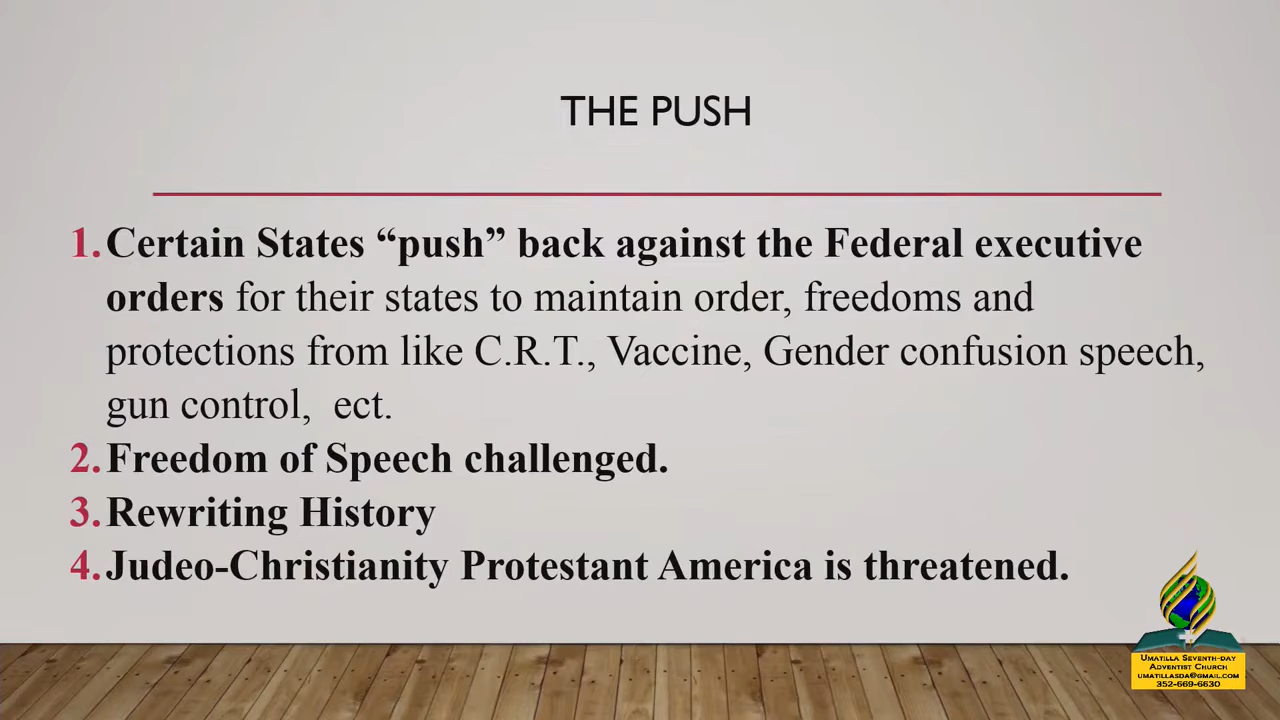 THE PUSH
1. Certain States “push” back against the Federal executive
orders for their states to maintain order, freedoms and
protections from like C.R.T., Vaccine, Gender confusion speech,
gun control,  ect.
2. Freedom of Speech challenged.
3. Rewriting History
4. Judeo-Christianity Protestant America is threatened.
Umatilla Seventh-day
Adventist Church
umatillasda@gmail.com
352-669-6630